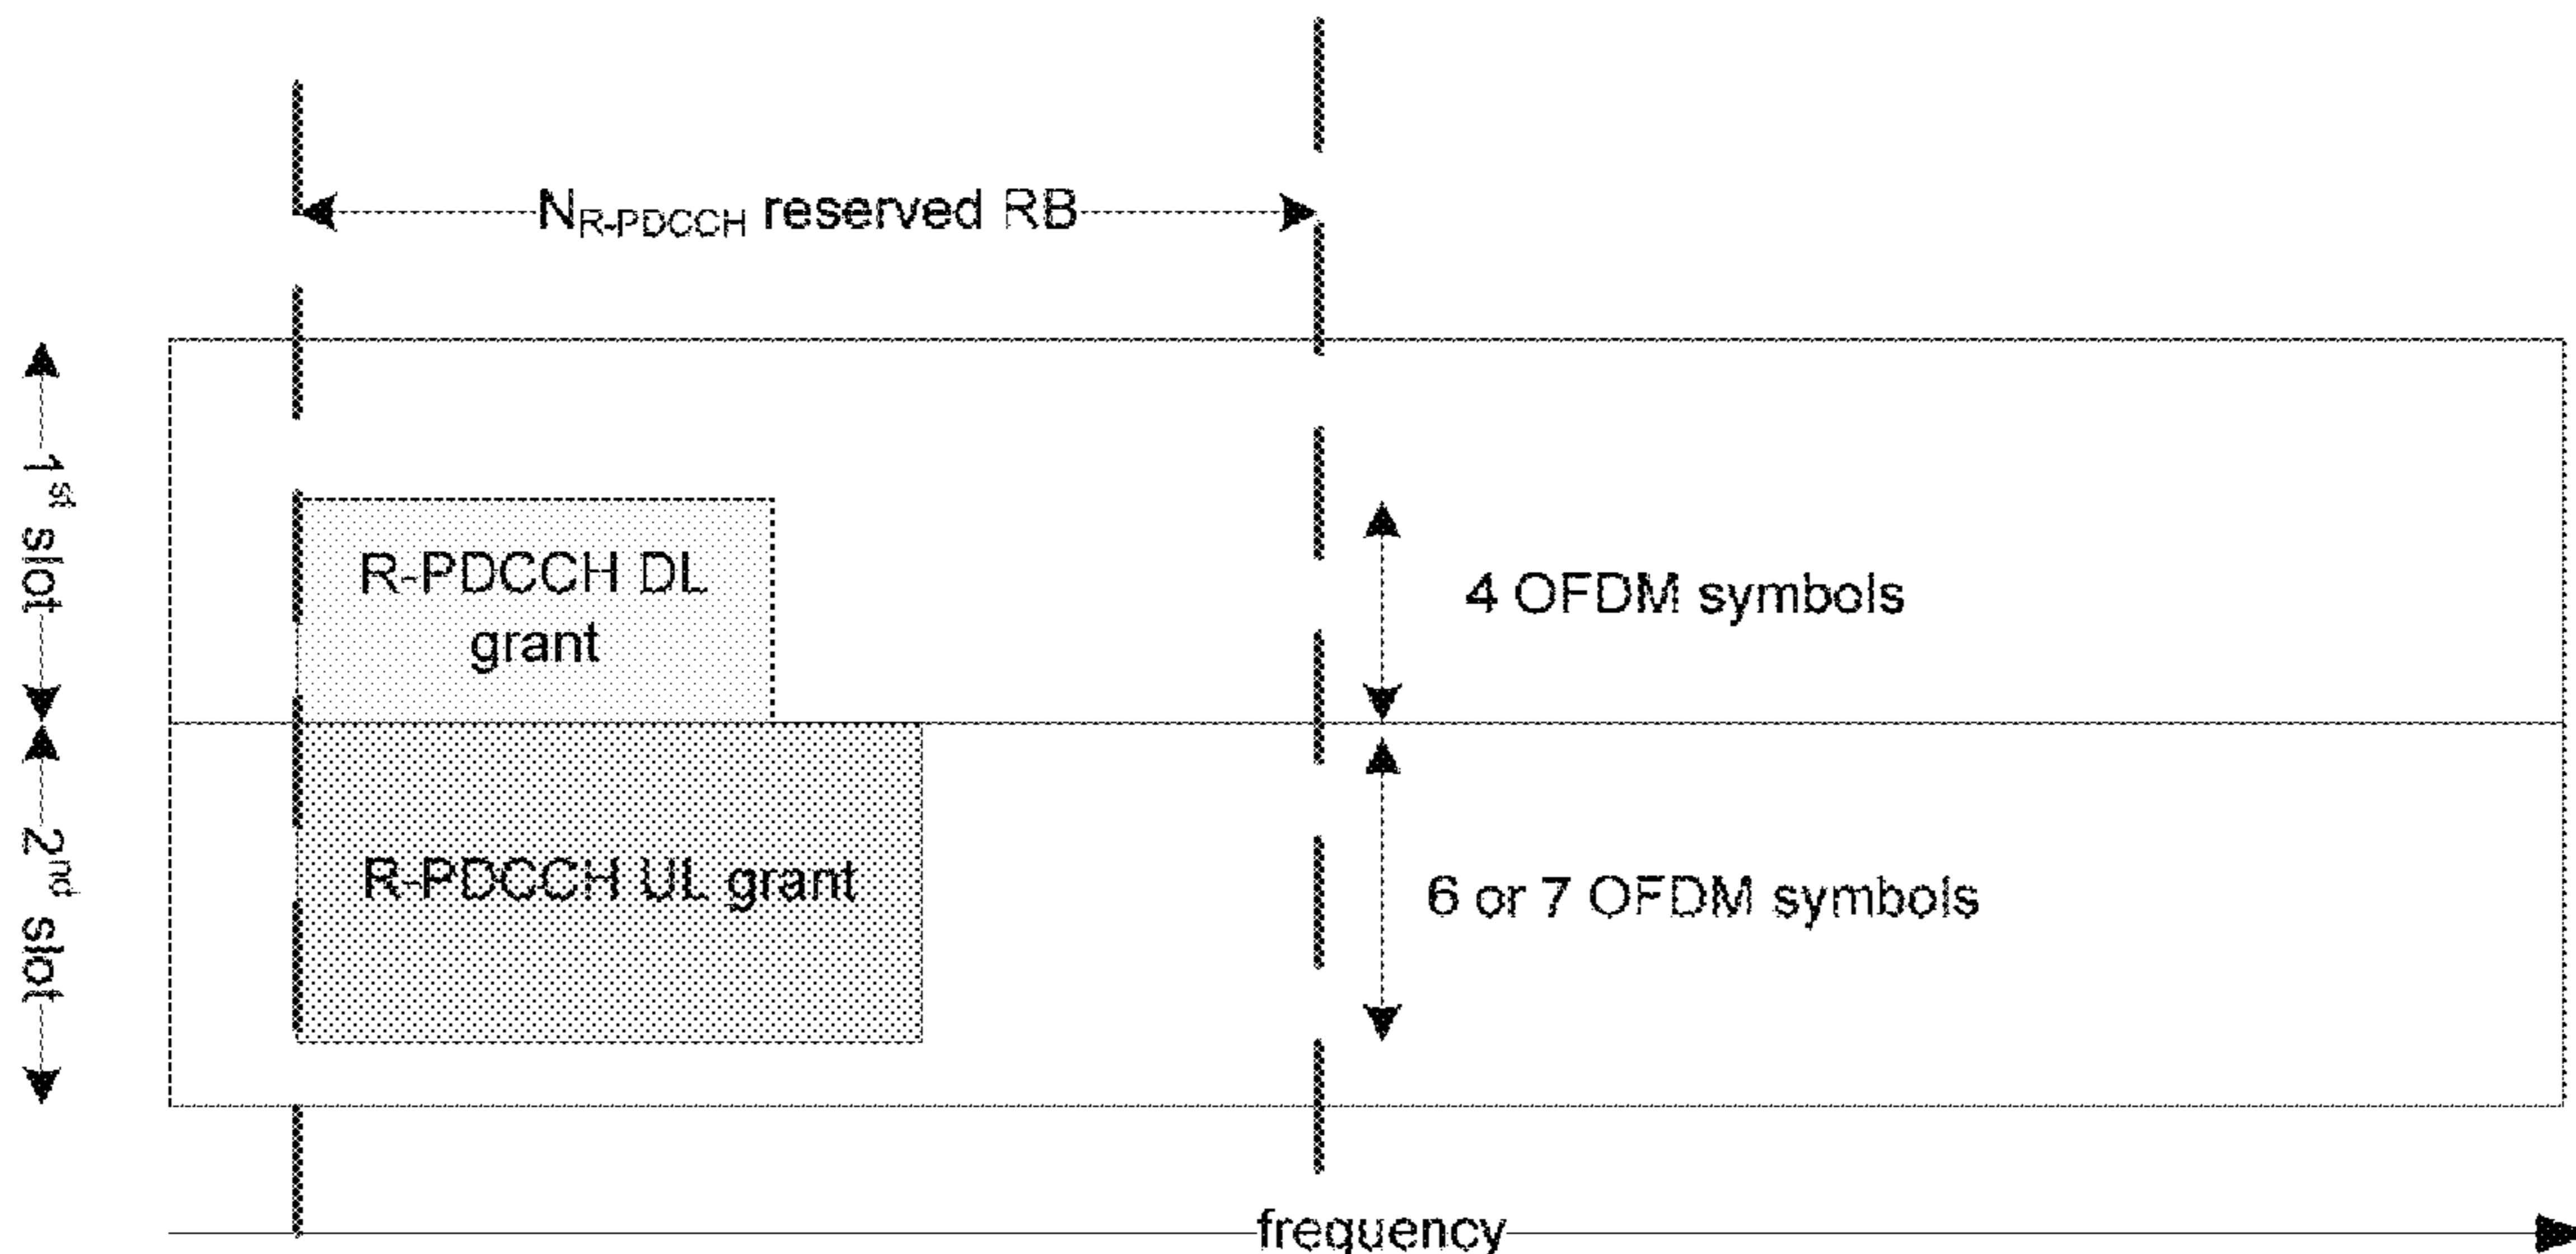 N_R-PDCCH reserved RB
1st slot
R-PDCCH DL
grant
4 OFDM symbols
2nd slot
R-PDCCH UL grant
6 or 7 OFDM symbols
frequency